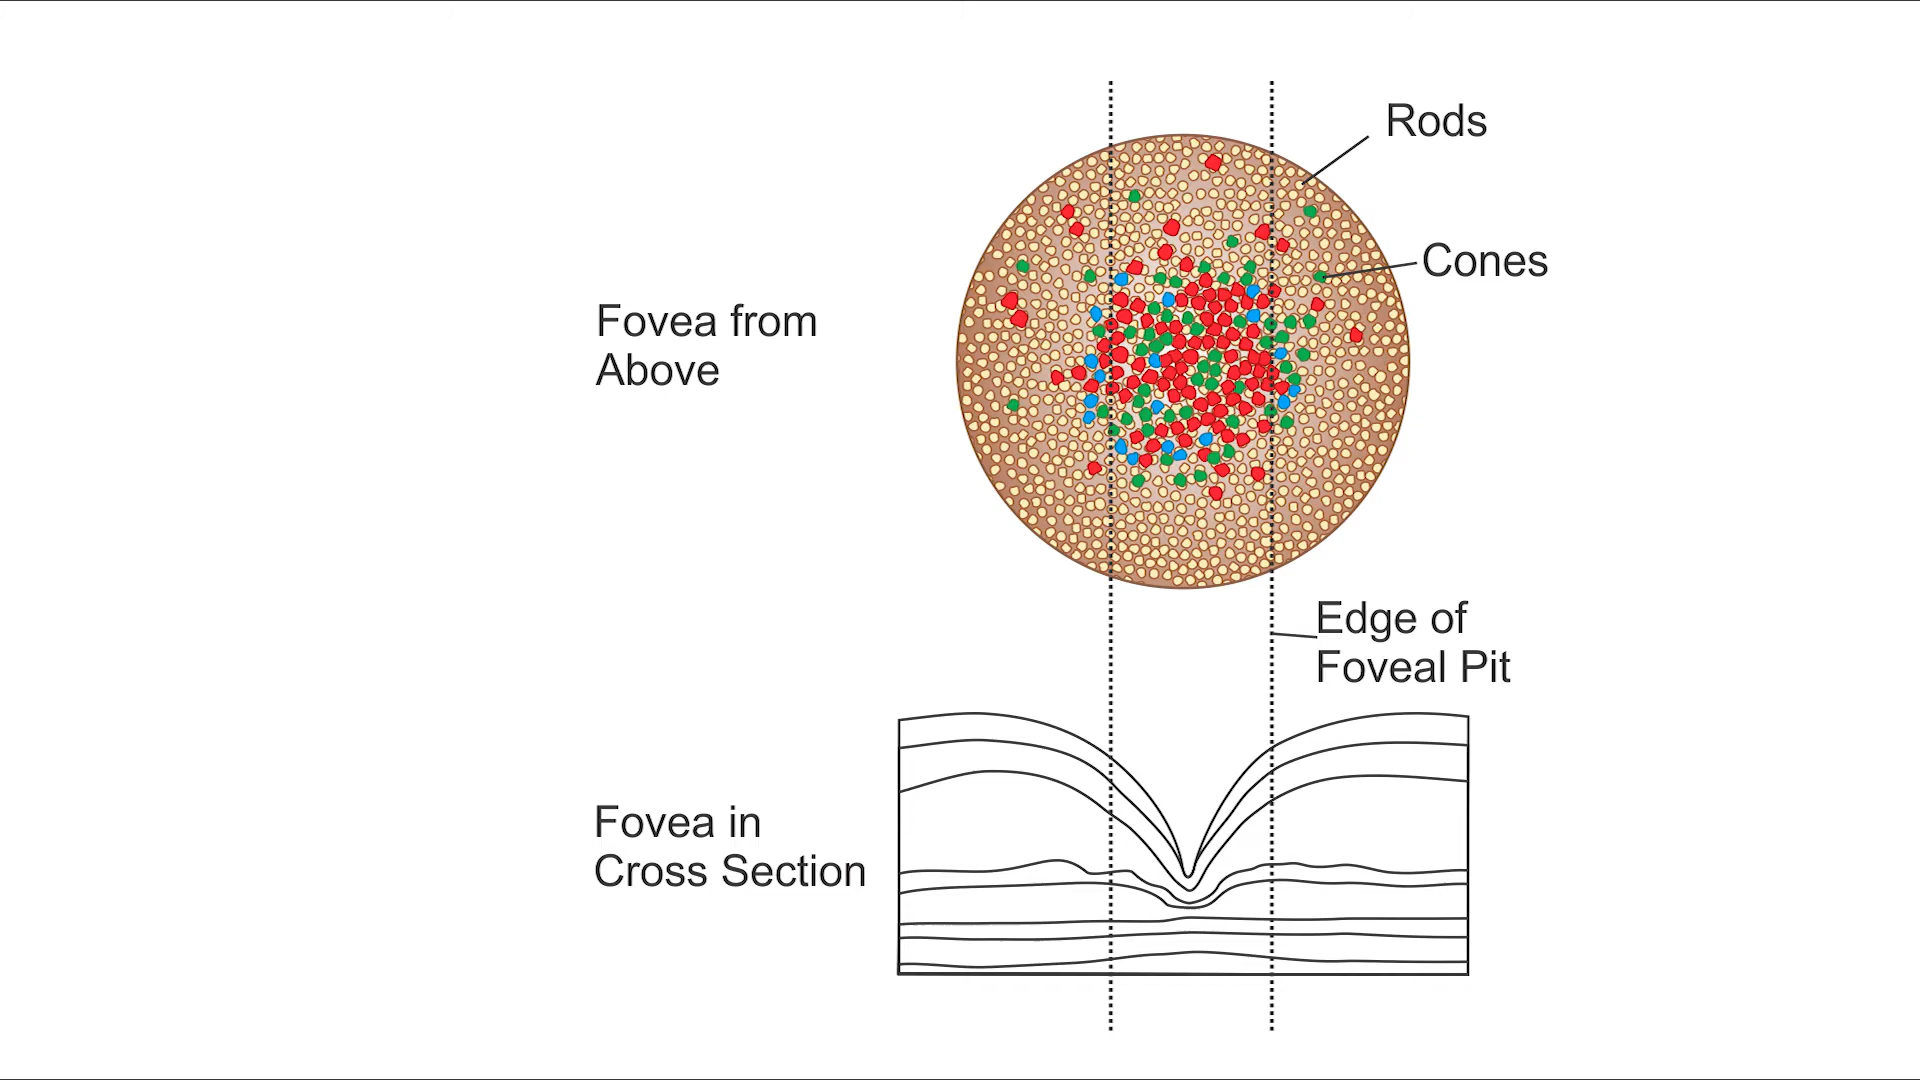 Rods
Cones
Fovea from
Above
Edge of
Foveal Pit
Fovea in
Cross Section